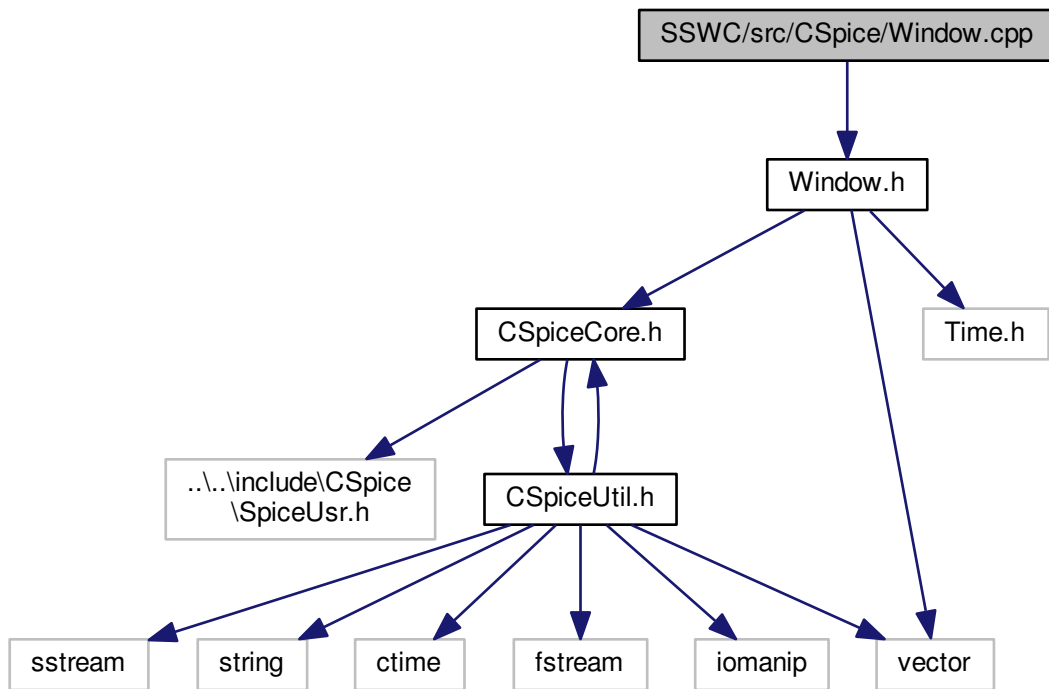 SSWC/src/CSpice/Window.cpp
Window.h
CSpiceCore.h
Time.h
..\..\include\CSpice
\SpiceUsr.h
CSpiceUtil.h
sstream
string
ctime
fstream
iomanip
vector